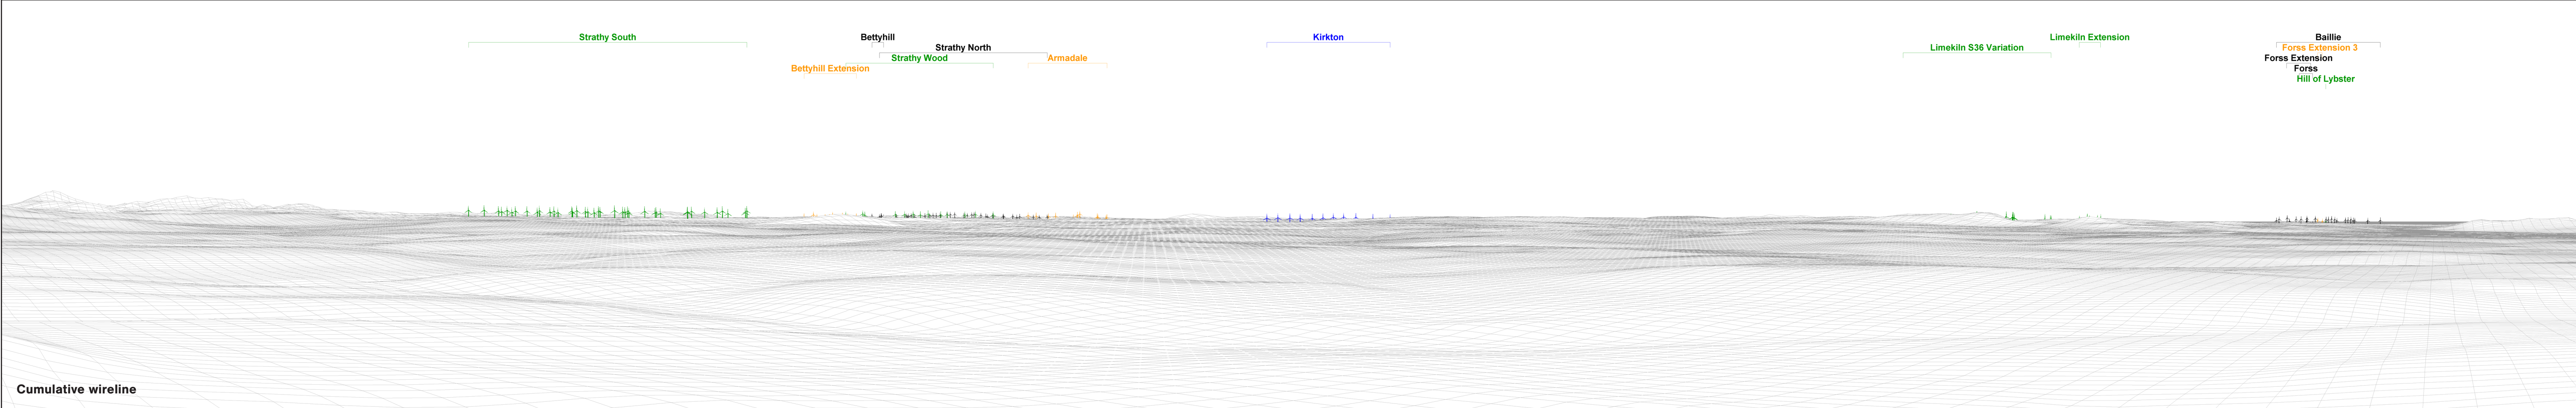 Strathy South
Bettyhill
Strathy North
Strathy Wood
Armadale
Bettyhill Extension
Kirkton
Limekiln Extension
Limekiln S36 Variation
Baillie
Forss Extension 3
Forss Extension
Forss
Hill of Lybster
Cumulative wireline